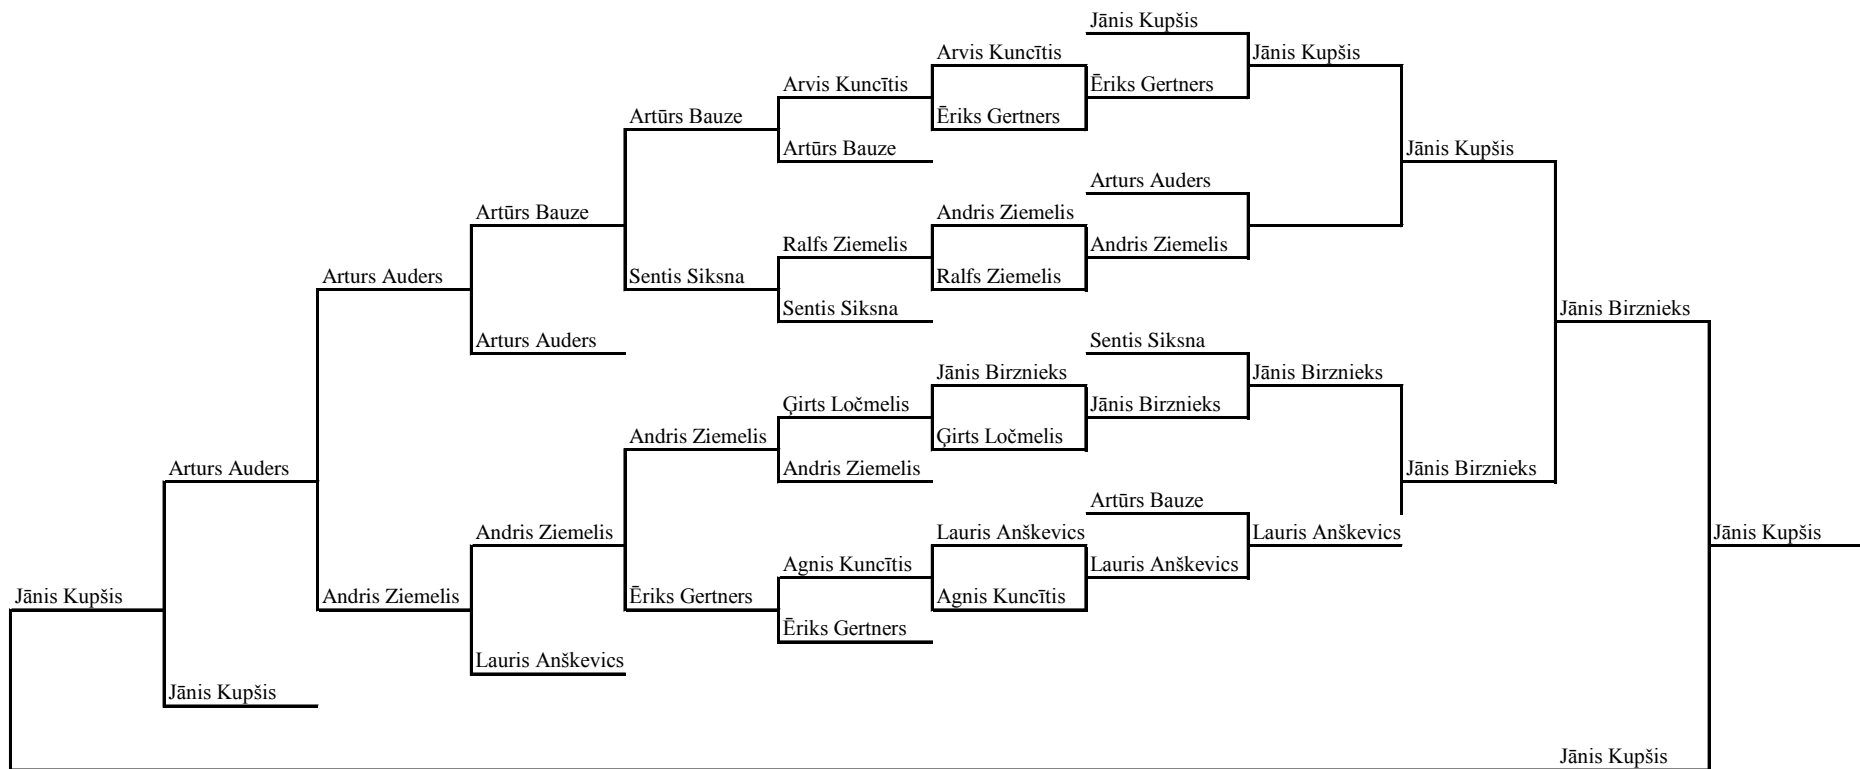 Jānis Kupšis
Arvis Kuncītis
Jānis Kupšis
Arvis Kuncītis
Ēriks Gertners
Artūrs Bauze
Ēriks Gertners
Artūrs Bauze
Jānis Kupšis
Arturs Auders
Artūrs Bauze
Andris Ziemelis
Ralfs Ziemelis
Andris Ziemelis
Arturs Auders
Sentis Siksna
Ralfs Ziemelis
Sentis Siksna
Jānis Birznieks
Arturs Auders
Sentis Siksna
Jānis Birznieks
Jānis Birznieks
Ģirts Ločmelis
Jānis Birznieks
Andris Ziemelis
Ģirts Ločmelis
Arturs Auders
Andris Ziemelis
Jānis Birznieks
Artūrs Bauze
Andris Ziemelis
Lauris Anškevics
Lauris Anškevics
Jānis Kupšis
Agnis Kuncītis
Lauris Anškevics
Jānis Kupšis
Andris Ziemelis
Ēriks Gertners
Agnis Kuncītis
Ēriks Gertners
Lauris Anškevics
Jānis Kupšis
Jānis Kupšis